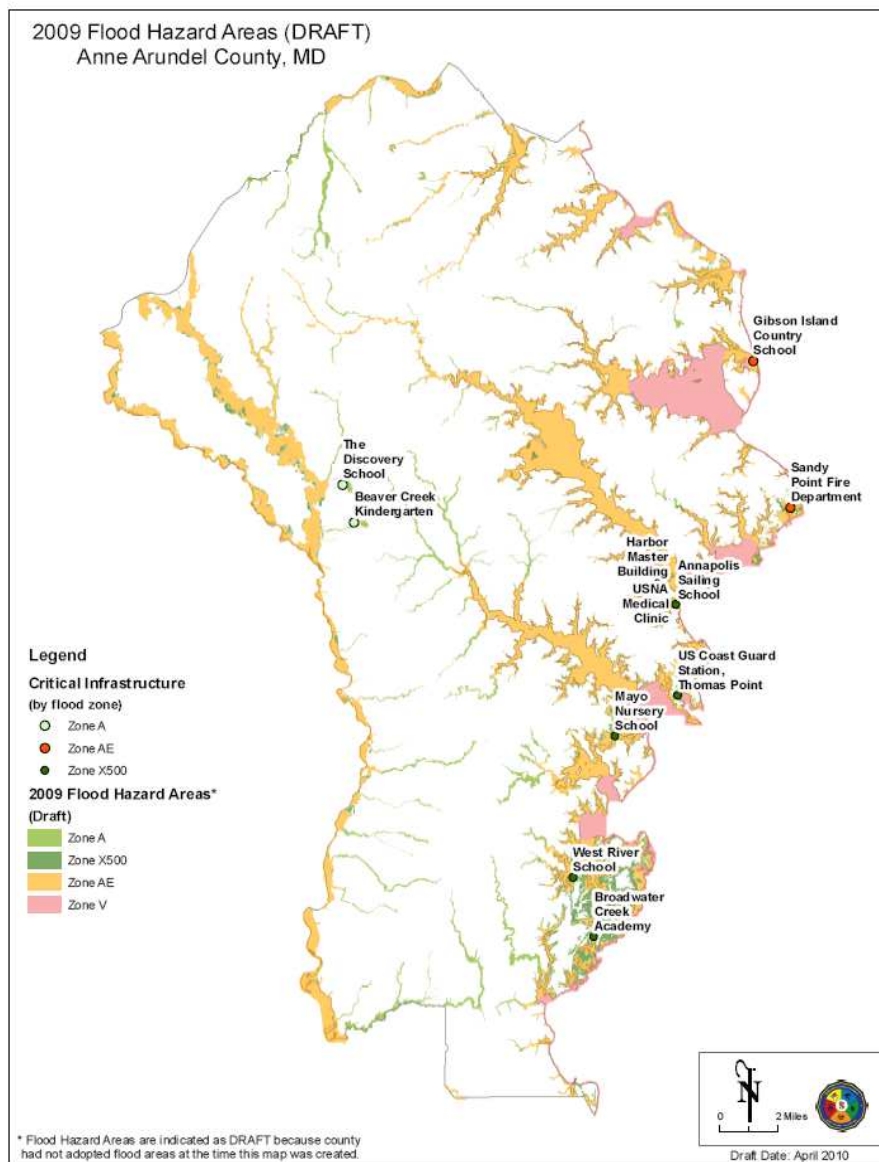 2009 Flood Hazard Areas (DRAFT)
Anne Arundel County, MD
Gibson Island
Country
School
The
Discovery
School
Beaver Creek
Kindergarten
Sandy
Point Fire
Department
Harbor
Master
Building
Annapolis
Sailing
School
USNA
Medical
Clinic
US Coast Guard
Station,
Thomas Point
Mayo
Nursery
School
West River
School
Broadwater
Creek
Academy
Legend
Critical Infrastructure
(by flood zone)
Zone A
Zone AE
Zone X500
2009 Flood Hazard Areas*
(Draft)
Zone A
Zone X500
Zone AE
Zone V
N
0 2 Miles
* Flood Hazard Areas are indicated as DRAFT because county
had not adopted flood areas at the time this map was created.
Draft Date: April 2010